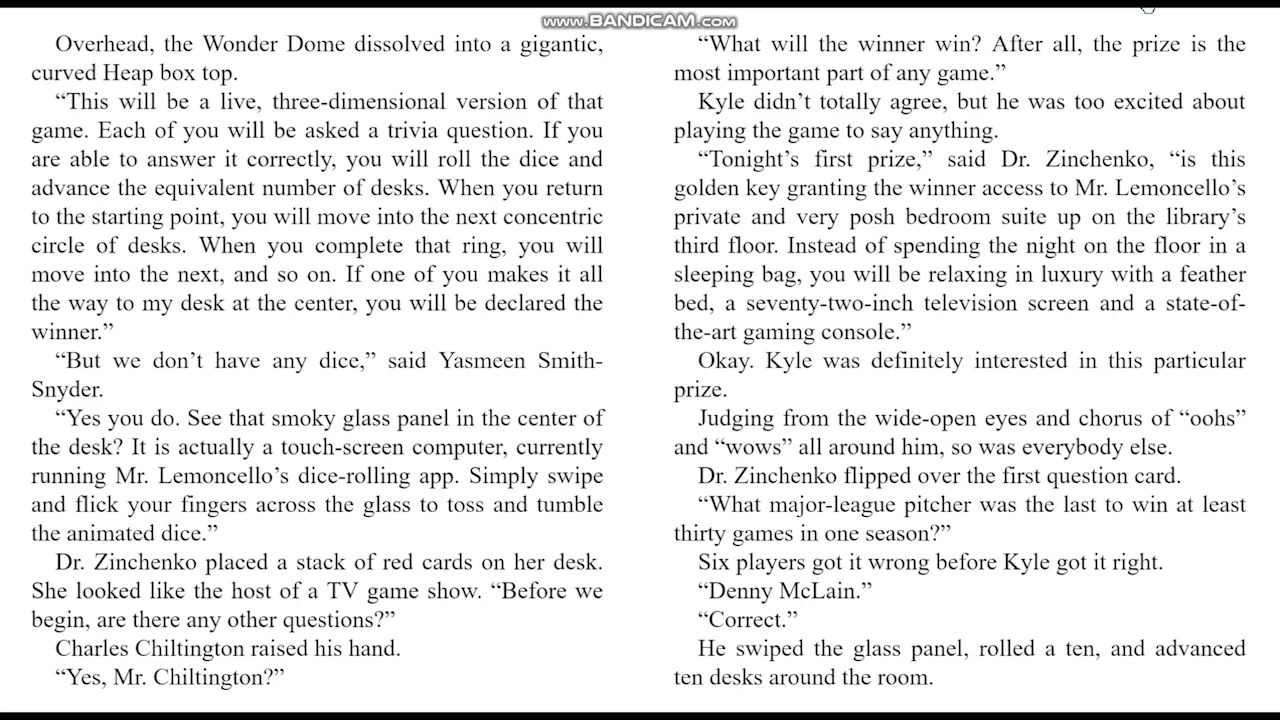 www.BANDICAM.com
Overhead, the Wonder Dome dissolved into a gigantic,
curved Heap box top.
“This will be a live, three-dimensional version of that
game. Each of you will be asked a trivia question. If you
are able to answer it correctly, you will roll the dice and
advance the equivalent number of desks. When you return
to the starting point, you will move into the next concentric
circle of desks. When you complete that ring, you will
move into the next, and so on. If one of you makes it all
the way to my desk at the center, you will be declared the
winner.”
“But we don’t have any dice,” said Yasmeen Smith-
Snyder.
“Yes you do. See that smoky glass panel in the center of
the desk? It is actually a touch-screen computer, currently
running Mr. Lemoncello’s dice-rolling app. Simply swipe
and flick your fingers across the glass to toss and tumble
the animated dice.”
Dr. Zinchenko placed a stack of red cards on her desk.
She looked like the host of a TV game show. “Before we
begin, are there any other questions?”
Charles Chiltington raised his hand.
“Yes, Mr. Chiltington?”
“What will the winner win? After all, the prize is the
most important part of any game.”
Kyle didn’t totally agree, but he was too excited about
playing the game to say anything.
“Tonight’s first prize,” said Dr. Zinchenko, “is this
golden key granting the winner access to Mr. Lemoncello’s
private and very posh bedroom suite up on the library’s
third floor. Instead of spending the night on the floor in a
sleeping bag, you will be relaxing in luxury with a feather
bed, a seventy-two-inch television screen and a state-of-
the-art gaming console.”
Okay. Kyle was definitely interested in this particular
prize.
Judging from the wide-open eyes and chorus of “oohs”
and “wows” all around him, so was everybody else.
Dr. Zinchenko flipped over the first question card.
“What major-league pitcher was the last to win at least
thirty games in one season?”
Six players got it wrong before Kyle got it right.
“Denny McLain.”
“Correct.”
He swiped the glass panel, rolled a ten, and advanced
ten desks around the room.